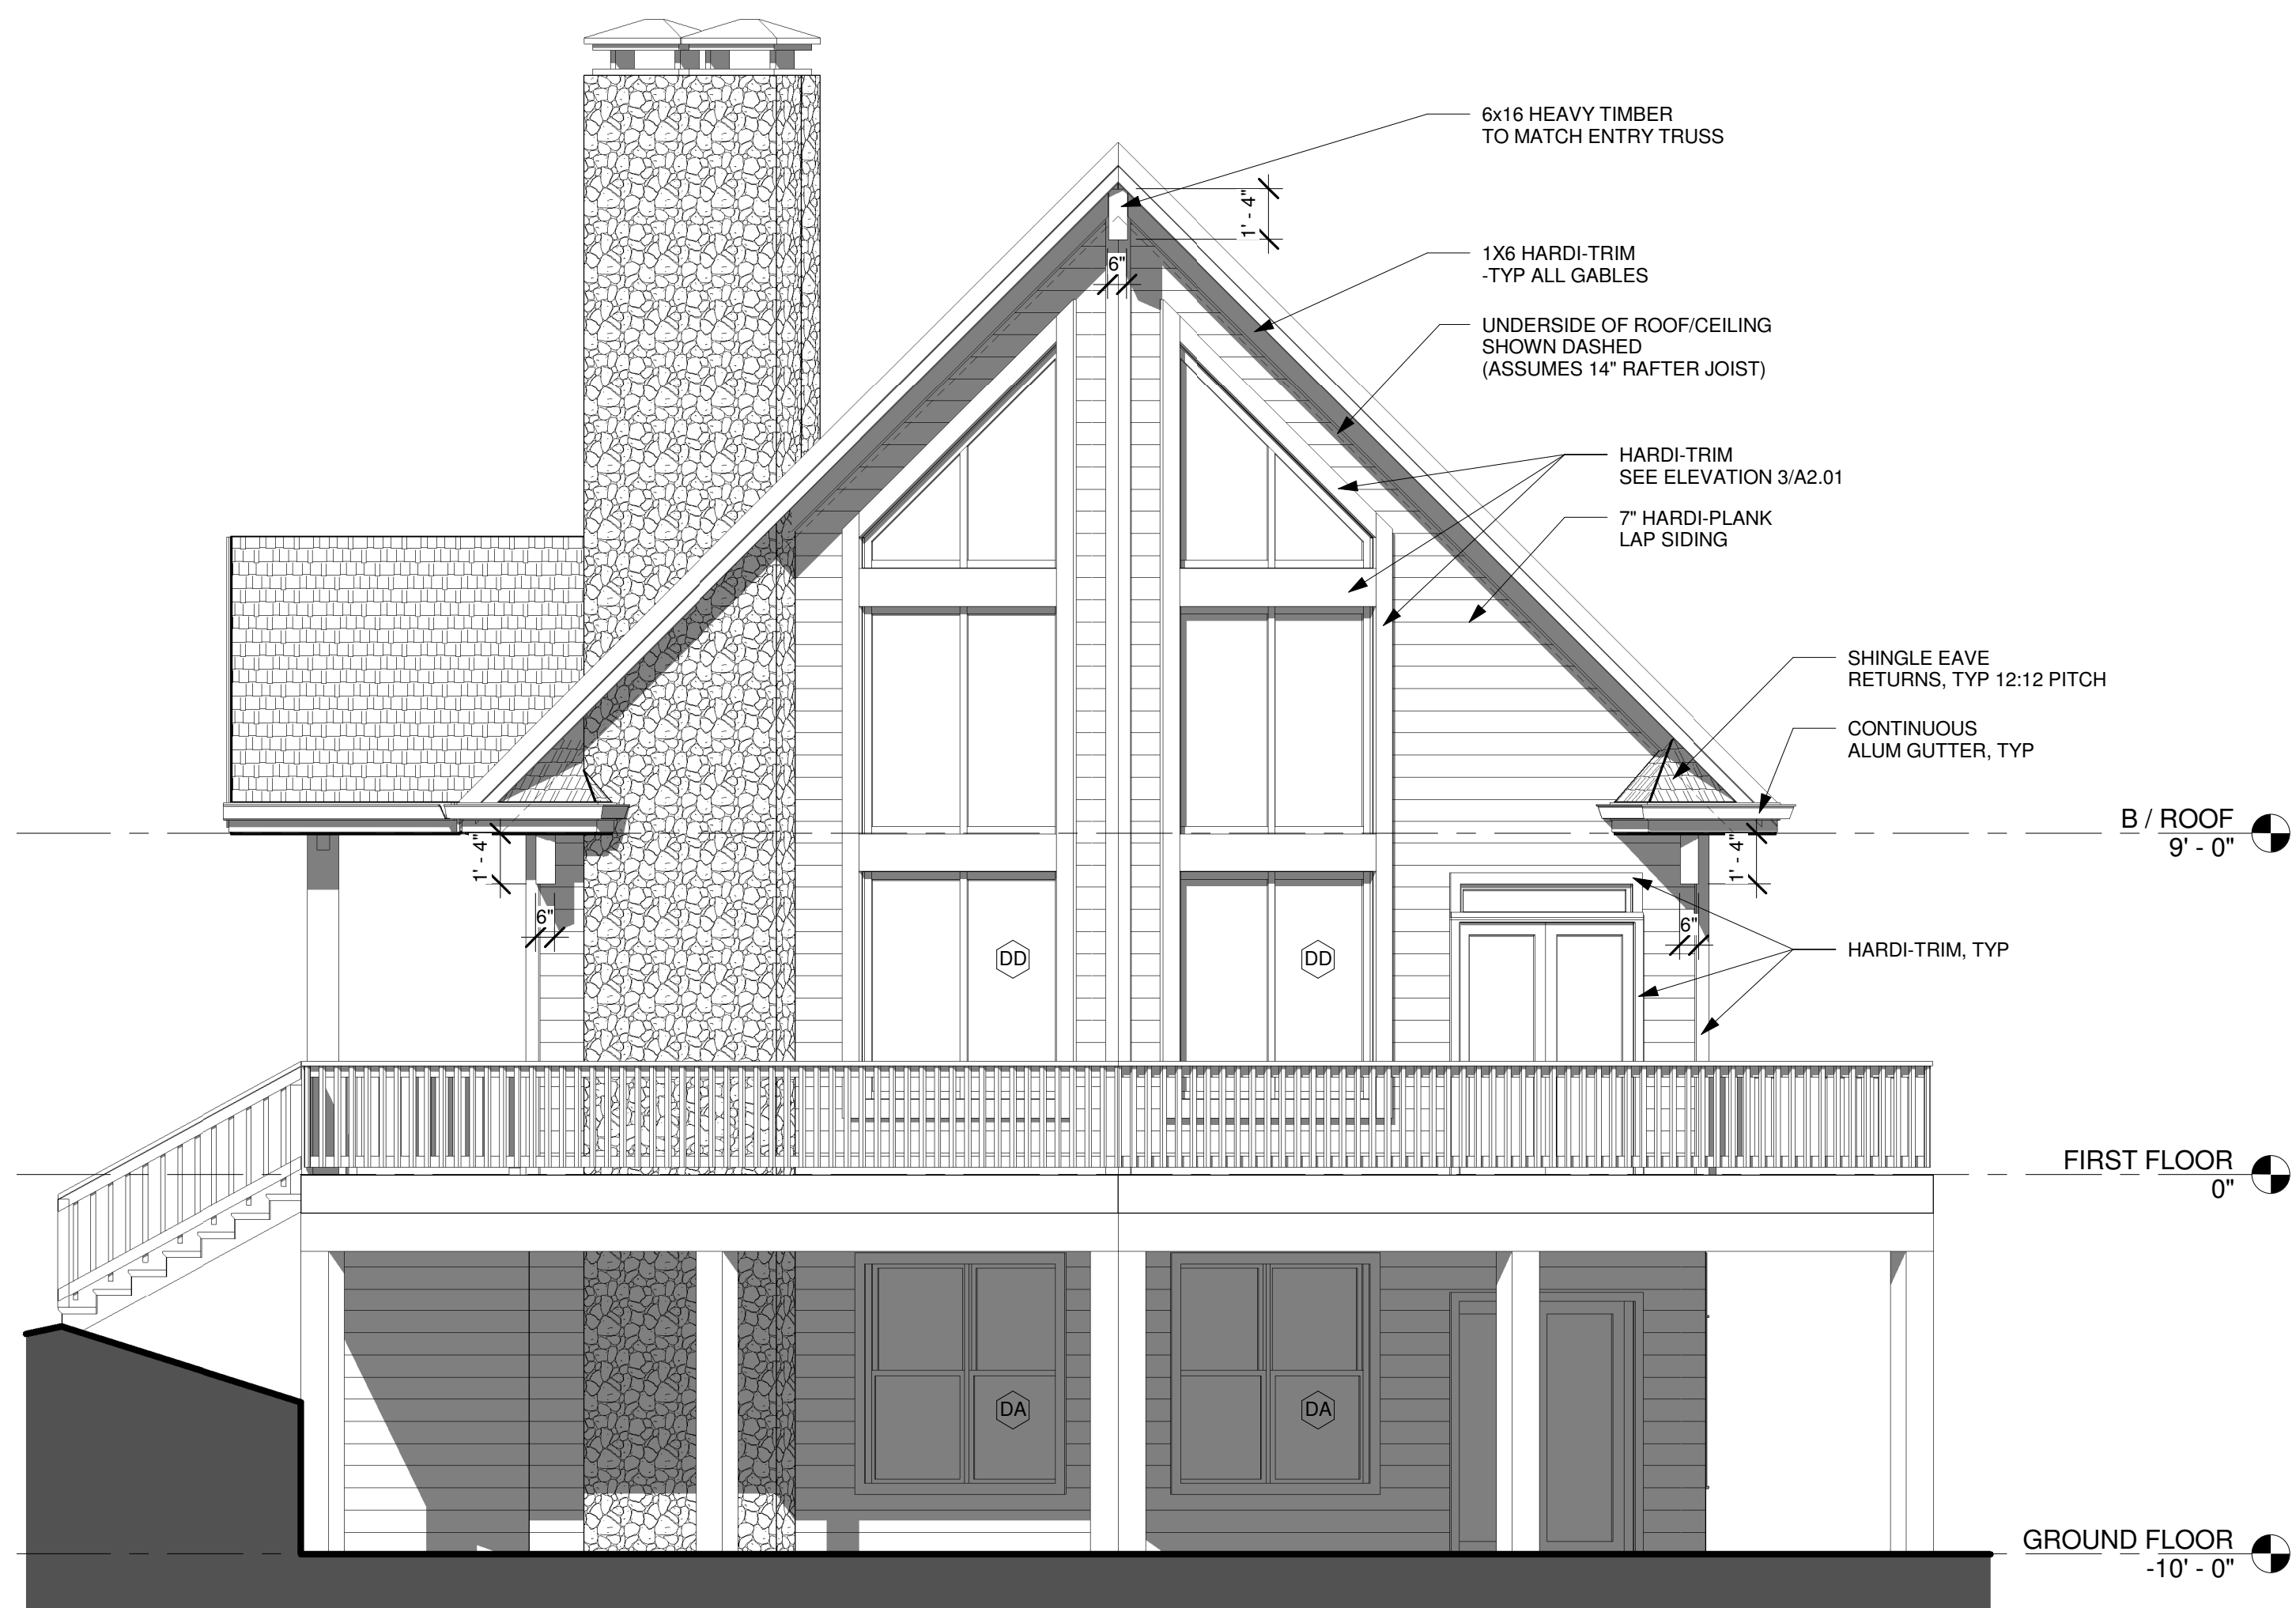 6x16 HEAVY TIMBER
TO MATCH ENTRY TRUSS
1' - 4"
6"
1X6 HARDI-TRIM
-TYP ALL GABLES
UNDERSIDE OF ROOF/CEILING
SHOWN DASHED
(ASSUMES 14" RAFTER JOIST)
HARDI-TRIM
SEE ELEVATION 3/A2.01
7" HARDI-PLANK
LAP SIDING
SHINGLE EAVE
RETURNS, TYP 12:12 PITCH
CONTINUOUS
ALUM GUTTER, TYP
B / ROOF
9' - 0"
1' - 4"
1' - 4"
6"
6"
HARDI-TRIM, TYP
DD
DD
FIRST FLOOR
0"
DA
DA
GROUND FLOOR
-10' - 0"